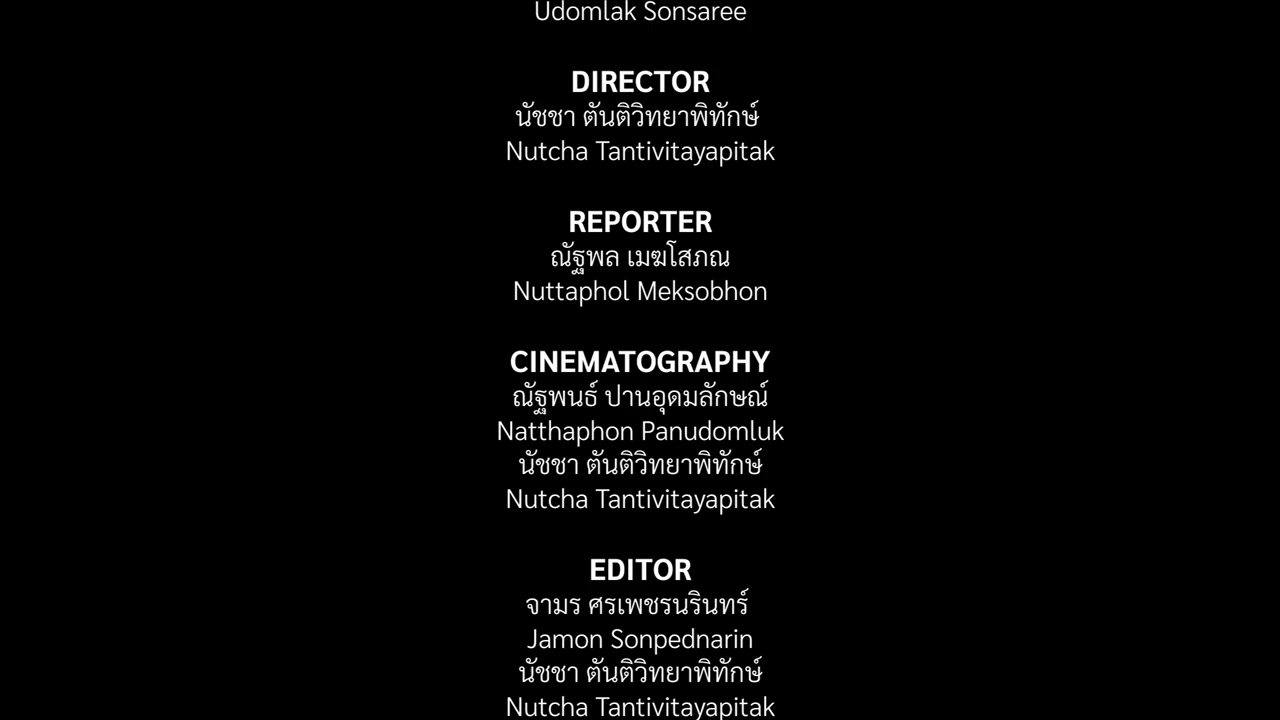 Udomlak Sonsaree
DIRECTOR
นัชชา ตันติวิทยาพิทักษ์
Nutcha Tantivitayapitak
REPORTER
ณัฐพล เมฆโสภณ
Nuttaphol Meksobhon
CINEMATOGRAPHY
ณัฐพนธ์ ปานอุดมลักษณ์
Natthaphon Panudomluk
นัชชา ตันติวิทยาพิทักษ์
Nutcha Tantivitayapitak
EDITOR
จามร ศรเพชรนรินทร์
Jamon Sonpednarin
นัชชา ตันติวิทยาพิทักษ์
Nutcha Tantivitayapitak